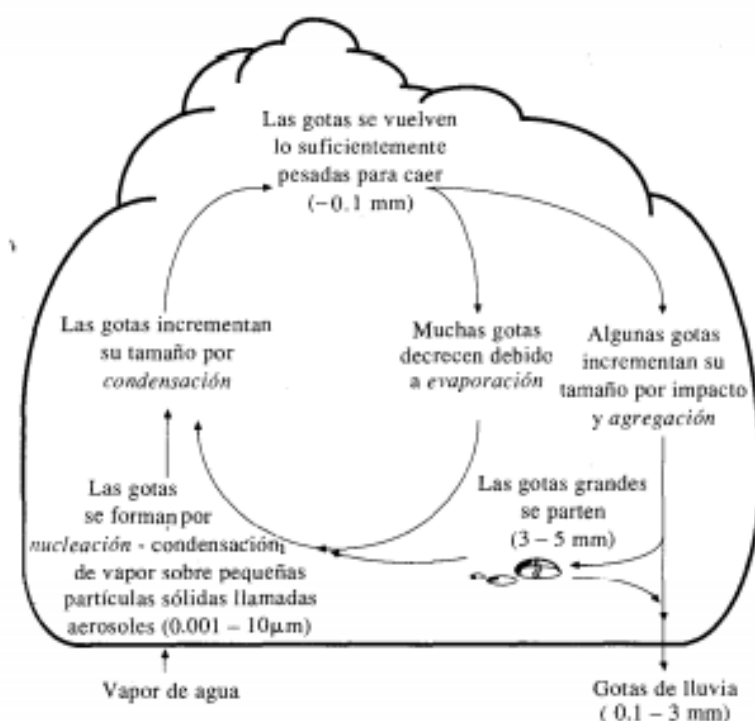 Las gotas se vuelven
lo suficientemente
pesadas para caer
(−0.1 mm)
Las gotas incrementan
su tamaño por
condensación
Muchas gotas
decrecen debido
a evaporación
Algunas gotas
incrementan su
tamaño por impacto
y agregación
Las gotas
se forman por
nucleación - condensación
de vapor sobre pequeñas
partículas sólidas llamadas
aerosoles (0.001 – 10µm)
Las gotas grandes
se parten
(3 – 5 mm)
Vapor de agua
Gotas de lluvia
( 0.1 – 3 mm)